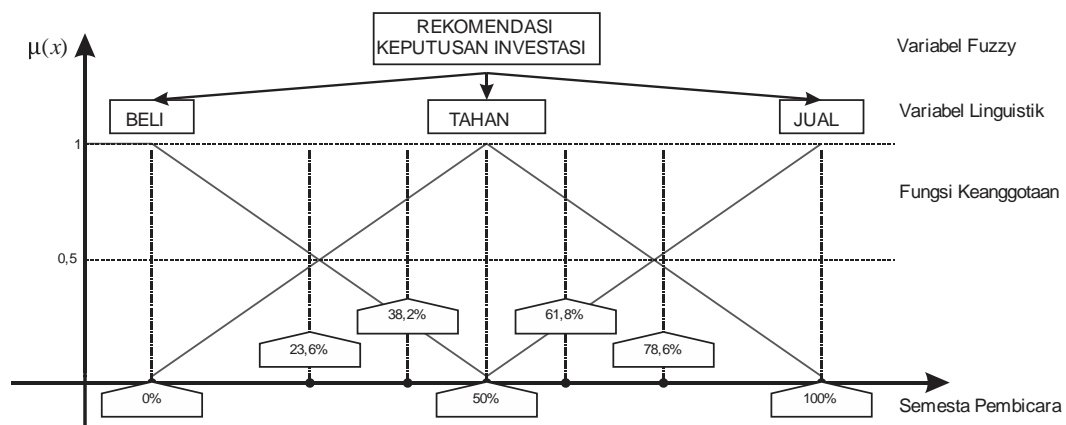 REKOMENDASI
KEPUTUSAN INVESTASI
μ(x)
Variabel Fuzzy
BELI
TAHAN
JUAL
Variabel Linguistik
1
Fungsi Keanggotaan
0,5
38,2%
61,8%
23,6%
78,6%
0%
50%
100%
Semesta Pembicara